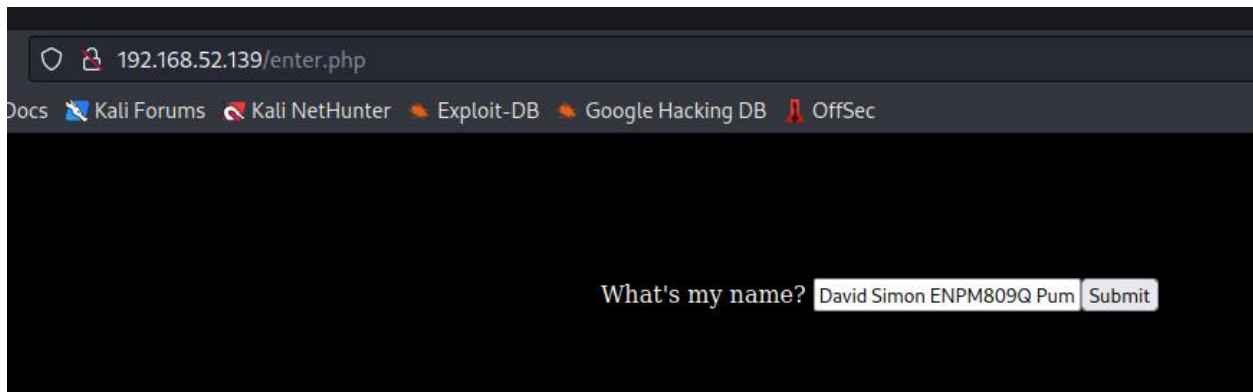 192.168.52.139/enter.php
Docs Kali Forums Kali NetHunter Exploit-DB Google Hacking DB OffSec
What's my name? David Simon ENPM809Q Pum Submit